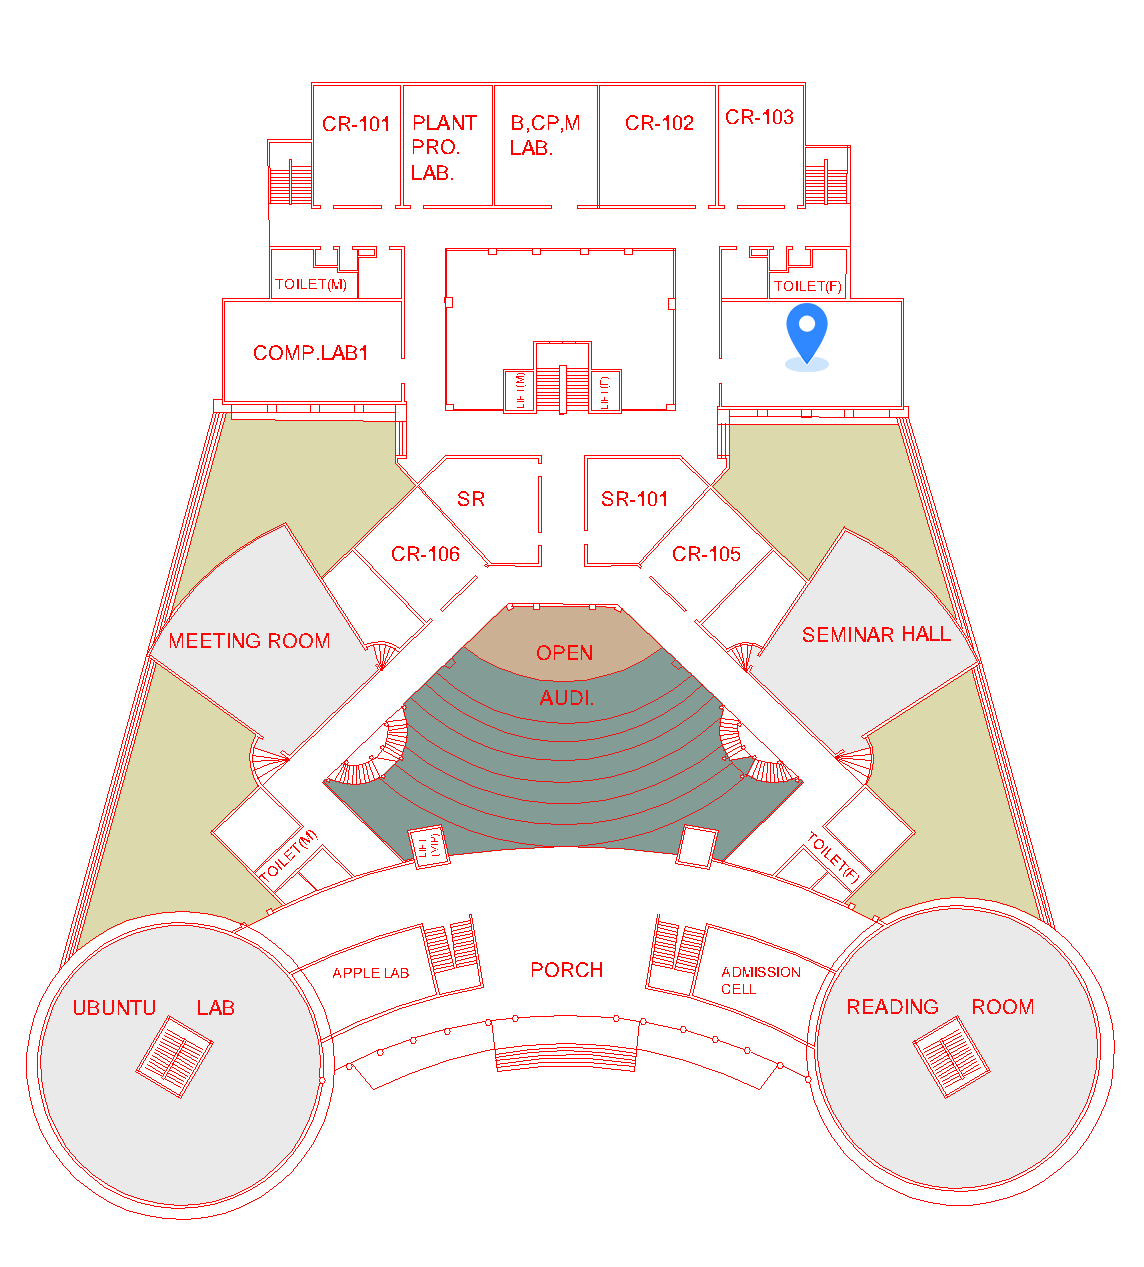 CR-101
PLANT
PRO.
LAB.
B,CP,M
LAB.
CR-102
CR-103
TOILET(M)
TOILET(F)
COMP.LAB1
LIFT(M)
LIFT(F)
SR
SR-101
CR-106
CR-105
MEETING ROOM
OPEN
AUDI.
SEMINAR HALL
TOILET(M)
LIFT
(VIP)
TOILET(F)
APPLE LAB
PORCH
ADMISSION
CELL
UBUNTU LAB
READING ROOM